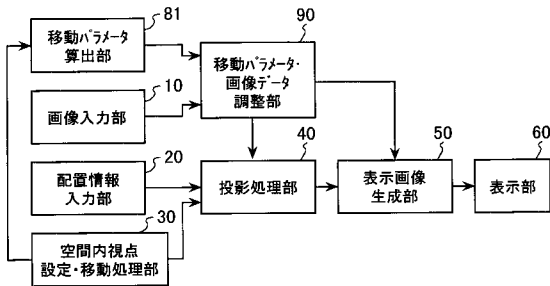 81
移動パラメータ
算出部
90
移動パラメータ・
画像データ
調整部
10
画像入力部
20
配置情報
入力部
40
投影処理部
50
表示画像
生成部
60
表示部
30
空間内視点
設定・移動処理部